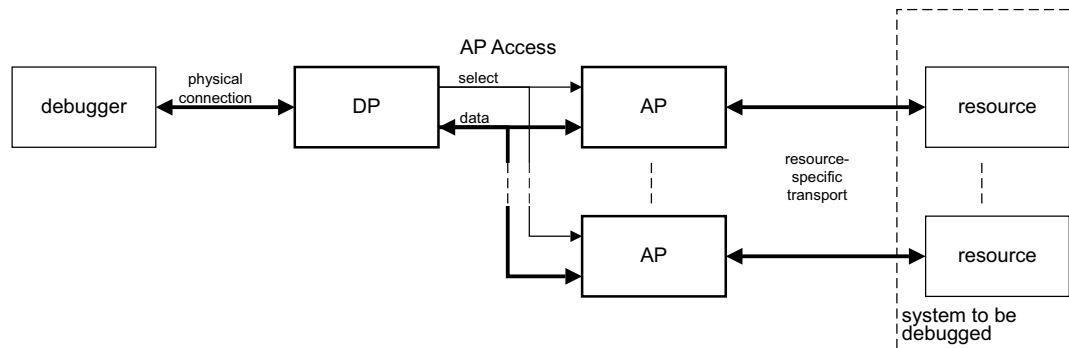 AP Access
select
physical
connection
debugger
DP
AP
resource
data
resource-
specific
transport
AP
resource
system to be
debugged